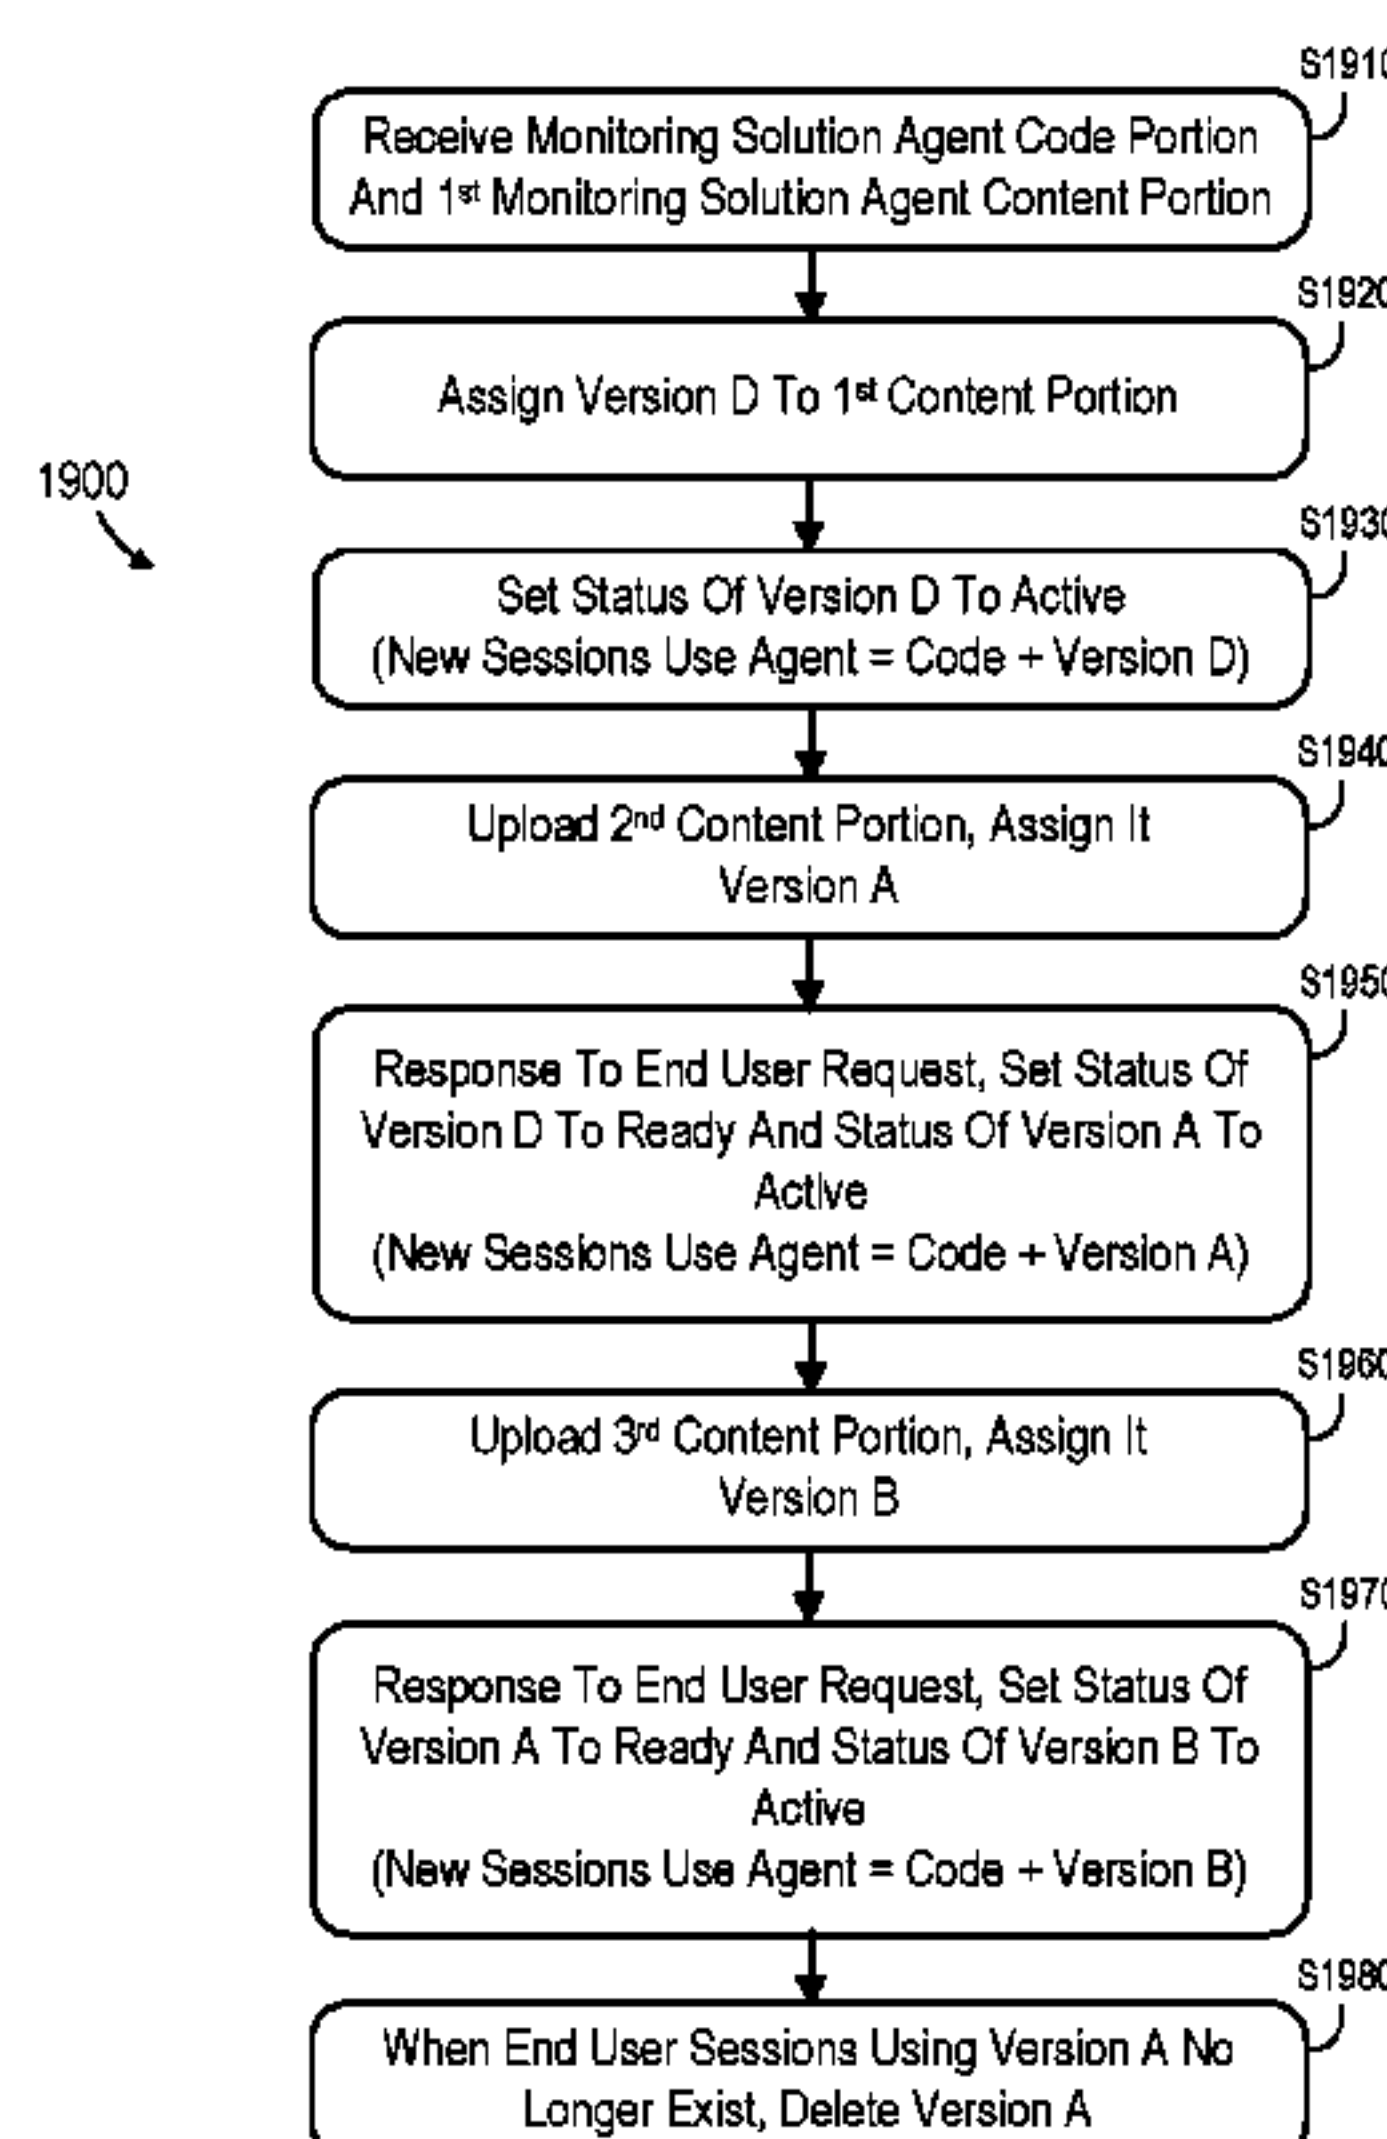 S1910
Receive Monitoring Solution Agent Code Portion
And 1st Monitoring Solution Agent Content Portion
S1920
Assign Version D To 1st Content Portion
1900
S1930
Set Status Of Version D To Active
(New Sessions Use Agent = Code + Version D)
S1940
Upload 2nd Content Portion, Assign It
Version A
S1950
Response To End User Request, Set Status Of
Version D To Ready And Status Of Version A To
Active
(New Sessions Use Agent = Code + Version A)
S1960
Upload 3rd Content Portion, Assign It
Version B
S1970
Response To End User Request, Set Status Of
Version A To Ready And Status Of Version B To
Active
(New Sessions Use Agent = Code + Version B)
S1980
When End User Sessions Using Version A No
Longer Exist, Delete Version A